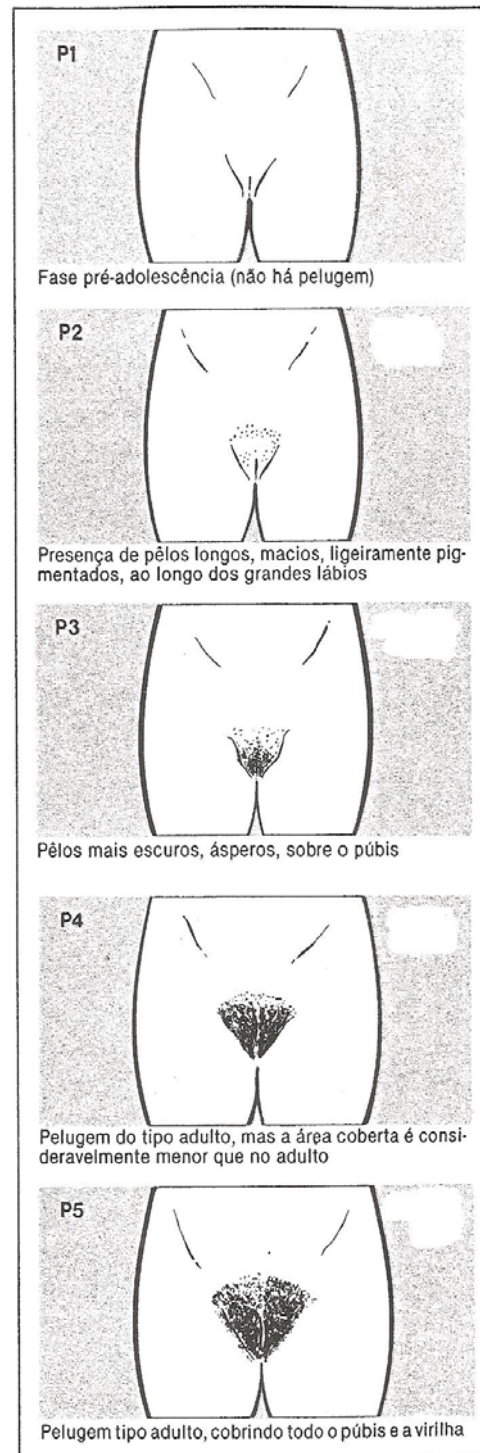 P1
Fase pré-adolescência (não há pelugem)
P2
Presença de pêlos longos, macios, ligeiramente pig-
mentados, ao longo dos grandes lábios
P3
Pêlos mais escuros, ásperos, sobre o púbis
P4
Pelugem do tipo adulto, mas a área coberta é consi-
deravelmente menor que no adulto
P5
Pelugem tipo adulto, cobrindo todo o púbis e a virilha